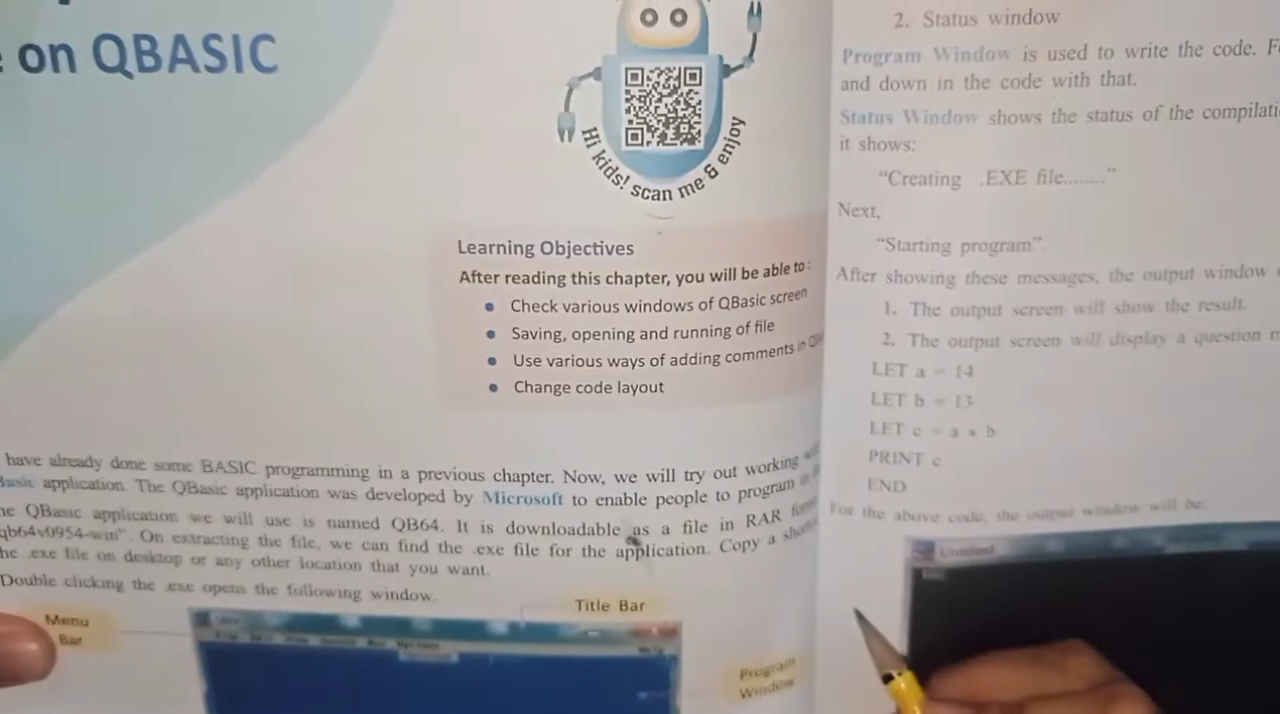 on QBASIC
Hi kids! scan me & enjoy
Learning Objectives
After reading this chapter, you will be able to:
• Check various windows of QBasic screen
• Saving, opening and running of file
• Use various ways of adding comments in
• Change code layout
have already done some BASIC programming in a previous chapter. Now, we will try out working
Basic application. The QBasic application was developed by Microsoft to enable people to program
QBasic application we will use is named QB64. It is downloadable as a file in RAR
qb64v0954-win". On extracting the file, we can find the .exe file for the application. Copy a
he .exe file on desktop or any other location that you want.
Double clicking the .exe opens the following window.
Menu
Bar
Title Bar
Program
Window
2. Status window
Program Window is used to write the code.
and down in the code with that.
Status Window shows the status of the
it shows:
"Creating .EXE file........"
Next,
"Starting program".
After showing these messages, the output window
1. The output screen will show the result.
2. The output screen will display a question
LET a = 14
LET b = 13
LET c = a * b
PRINT c
END
For the above code, the output window will be:
Untitled